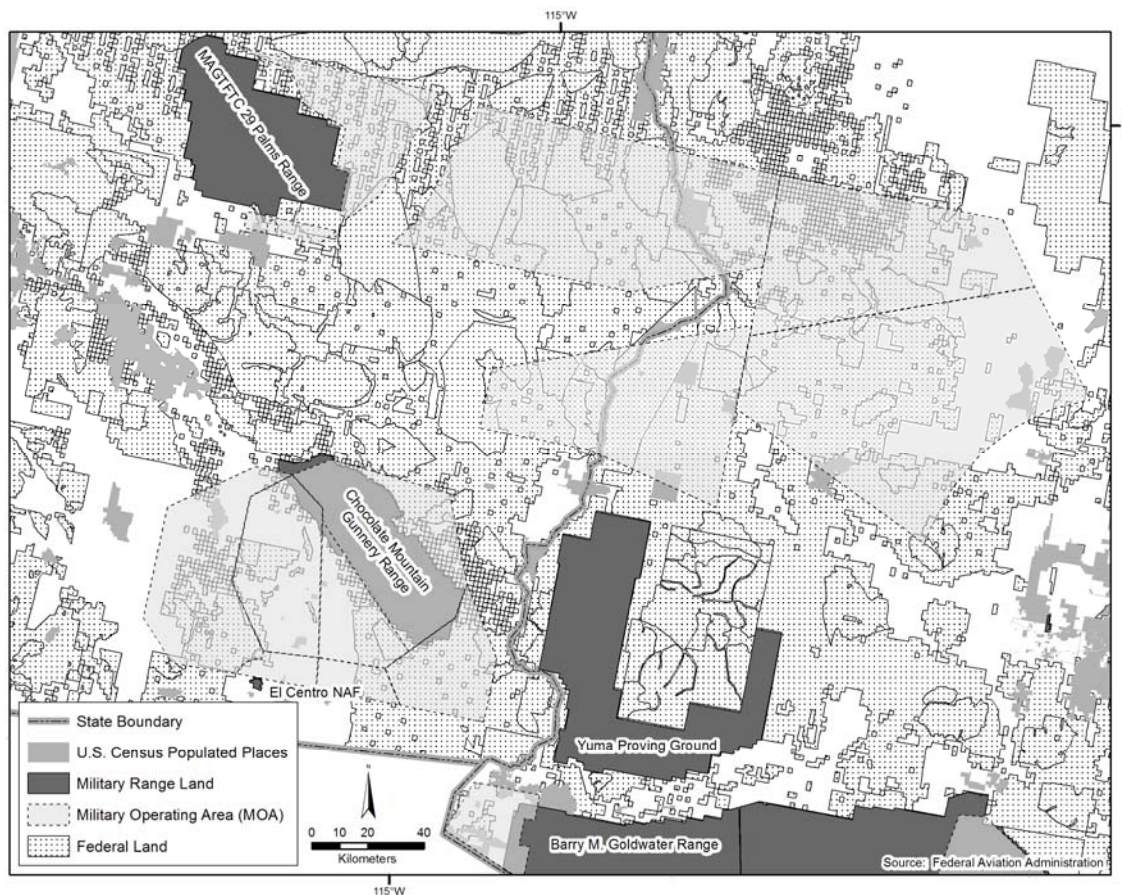 115°W
MAGTFTC 29 Palms Range
Chocolate Mountain
Gunnery Range
El Centro NAF
Yuma Proving Ground
Barry M. Goldwater Range
State Boundary
U.S. Census Populated Places
Military Range Land
Military Operating Area (MOA)
Federal Land
N
0 10 20 40
Kilometers
Source: Federal Aviation Administration
115°W